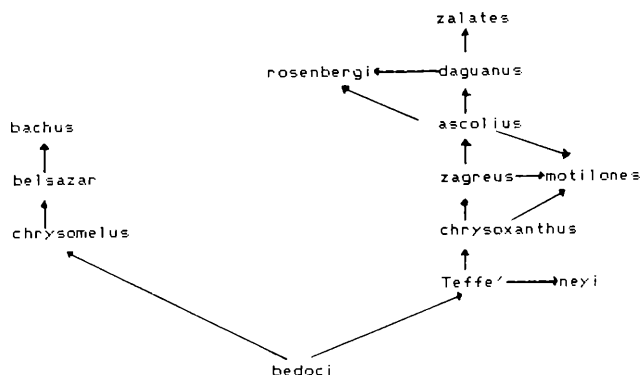 zalates
rosenbergi daguanus
bachus ascolius
belsazar zagreus motilones
chrysomelus chrysoxanthus
Teffe' neyi
bedoci